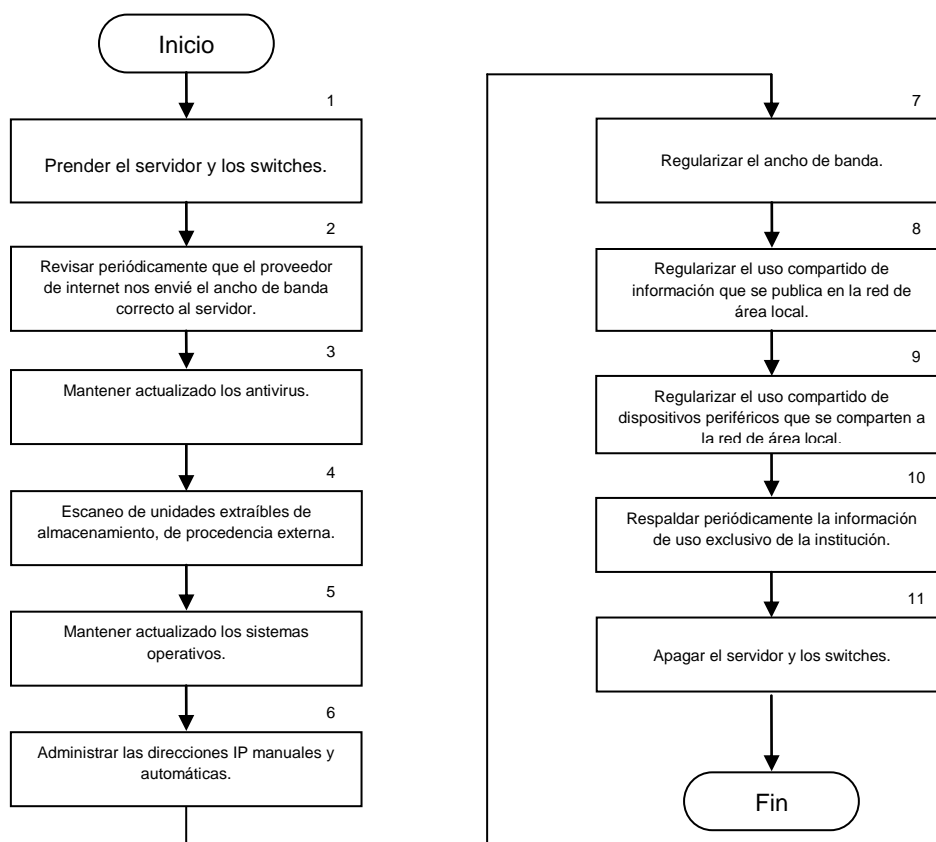 Inicio
1
Prender el servidor y los switches.
2
Revisar periódicamente que el proveedor
de internet nos envié el ancho de banda
correcto al servidor.
3
Mantener actualizado los antivirus.
4
Escaneo de unidades extraíbles de
almacenamiento, de procedencia externa.
5
Mantener actualizado los sistemas
operativos.
6
Administrar las direcciones IP manuales y
automáticas.
7
Regularizar el ancho de banda.
8
Regularizar el uso compartido de
información que se publica en la red de
área local.
9
Regularizar el uso compartido de
dispositivos periféricos que se comparten a
la red de área local.
10
Respaldar periódicamente la información
de uso exclusivo de la institución.
11
Apagar el servidor y los switches.
Fin